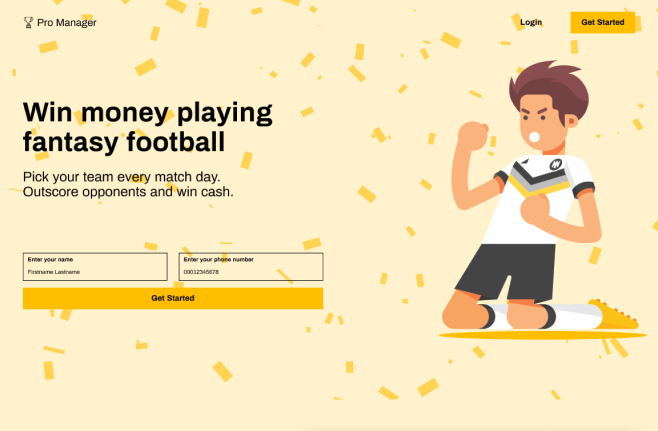 Pro Manager
Login
Get Started
Win money playing
fantasy football
Pick your team every match day.
Outscore opponents and win cash.
Enter your name
Firstname Lastname
Enter your phone number
09012345678
Get Started